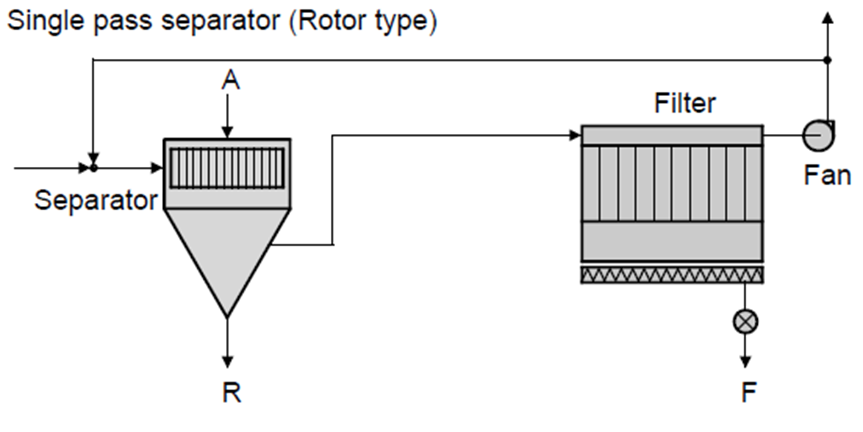 Single pass separator (Rotor type)
A
Filter
Fan
Separator
R
F